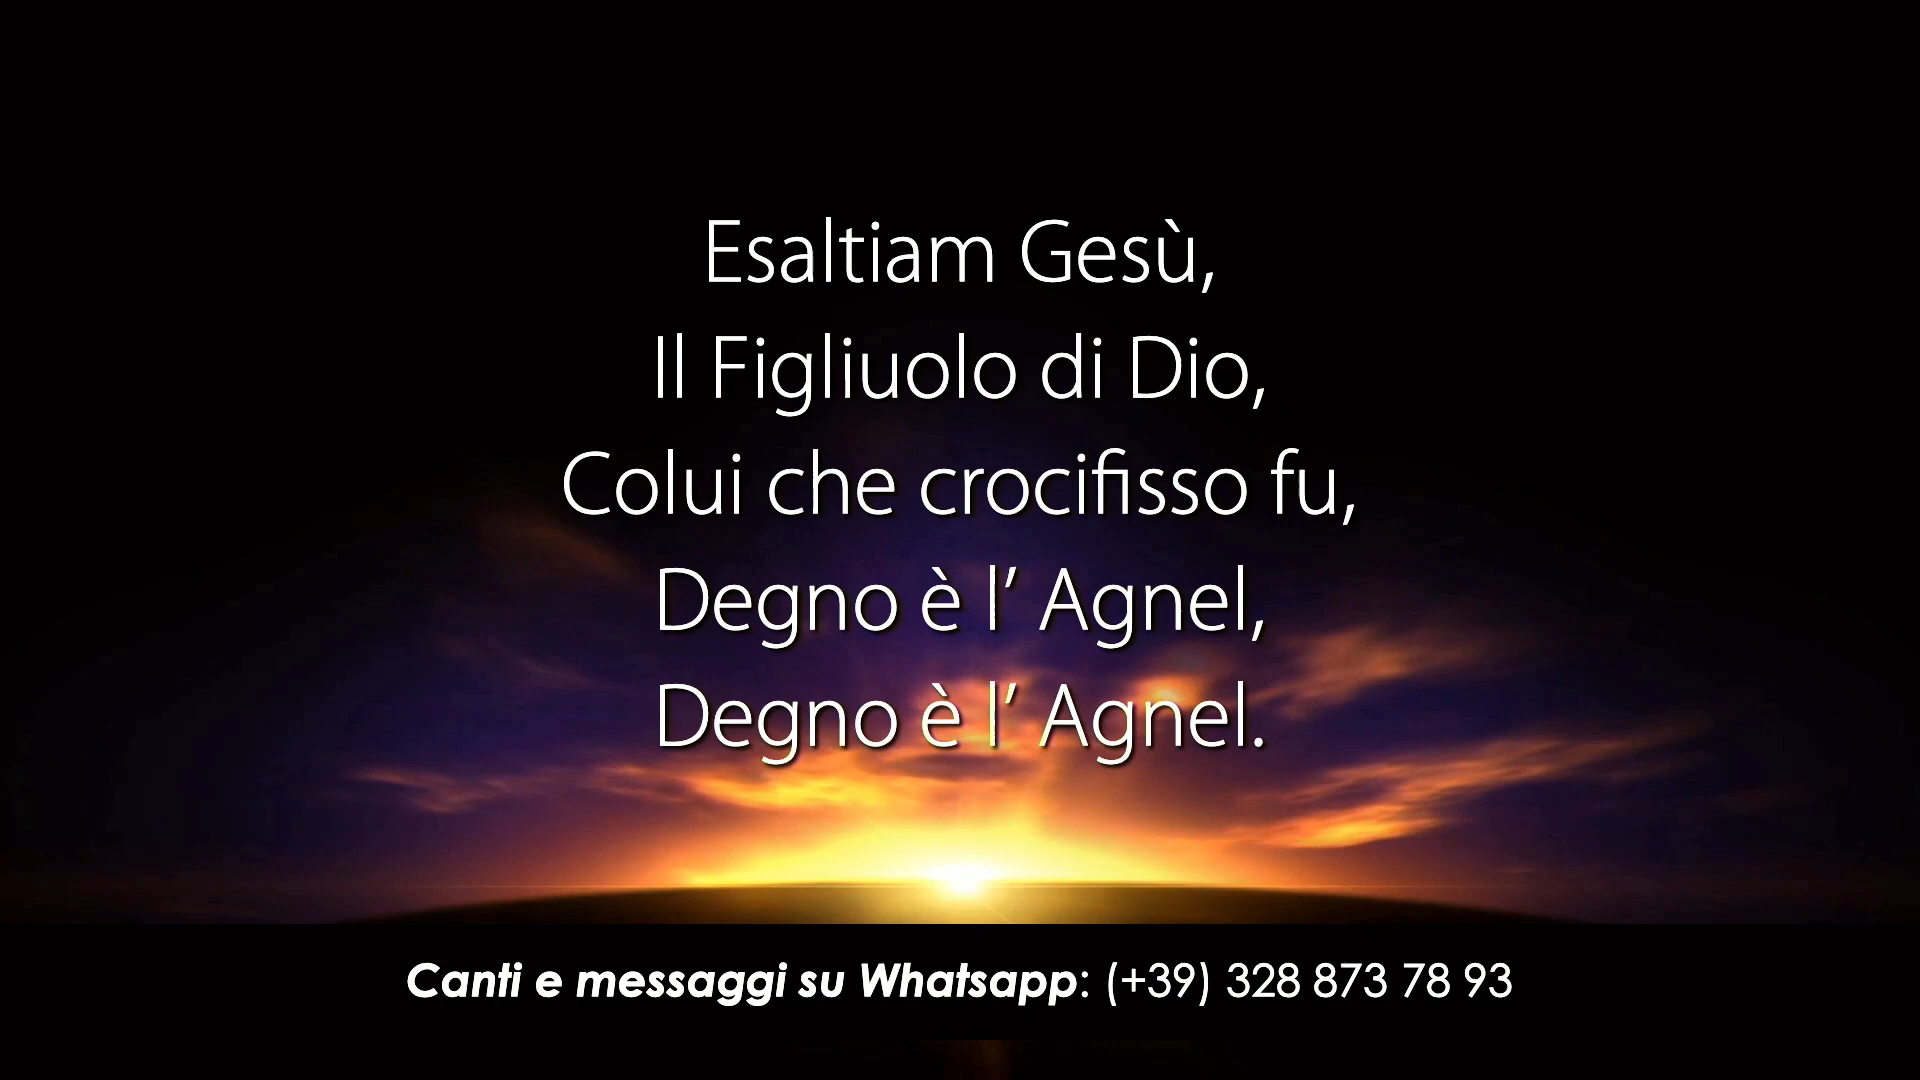 Esaltiam Gesù,
Il Figliuolo di Dio,
Colui che crocifisso fu,
Degno è l’ Agnel,
Degno è l’ Agnel.
Canti e messaggi su Whatsapp: (+39) 328 873 78 93